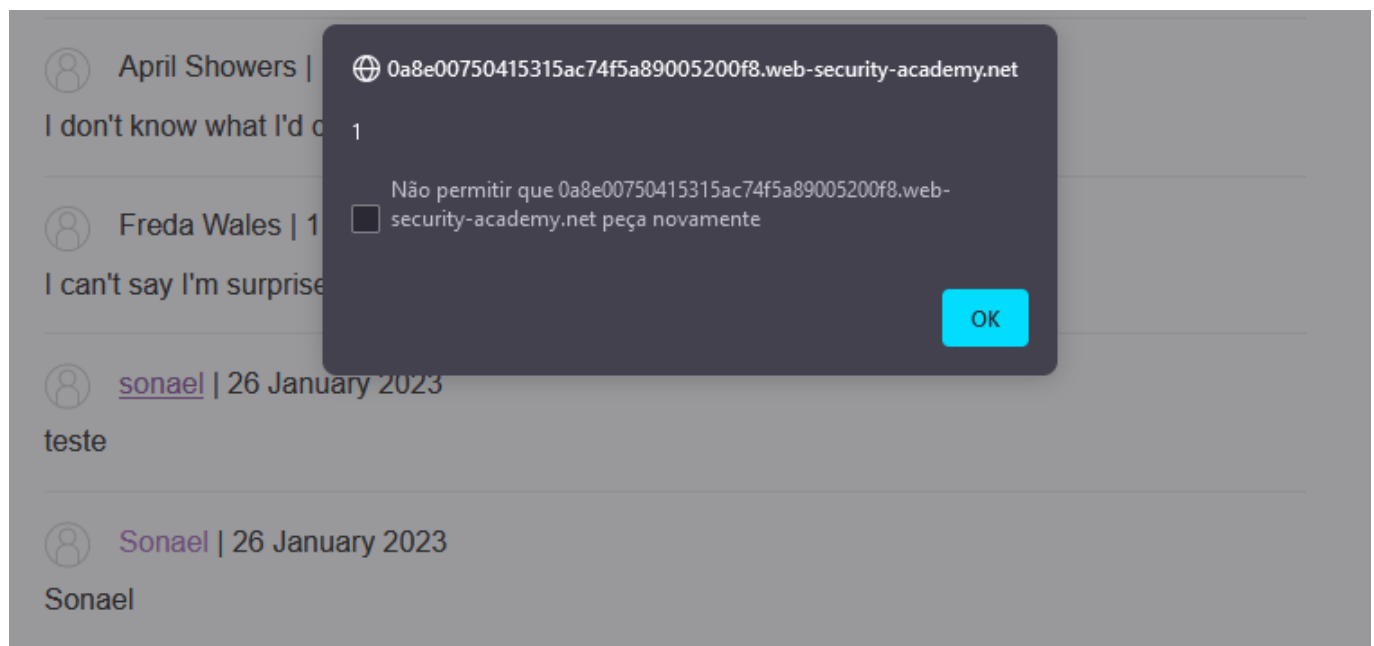 April Showers |
I don't know what I'd
Freda Wales | 1
I can't say I'm surprise
0a8e00750415315ac74f5a89005200f8.web-security-academy.net
1
Não permitir que 0a8e00750415315ac74f5a89005200f8.web-
security-academy.net peça novamente
OK
sonael | 26 January 2023
teste
Sonael | 26 January 2023
Sonael